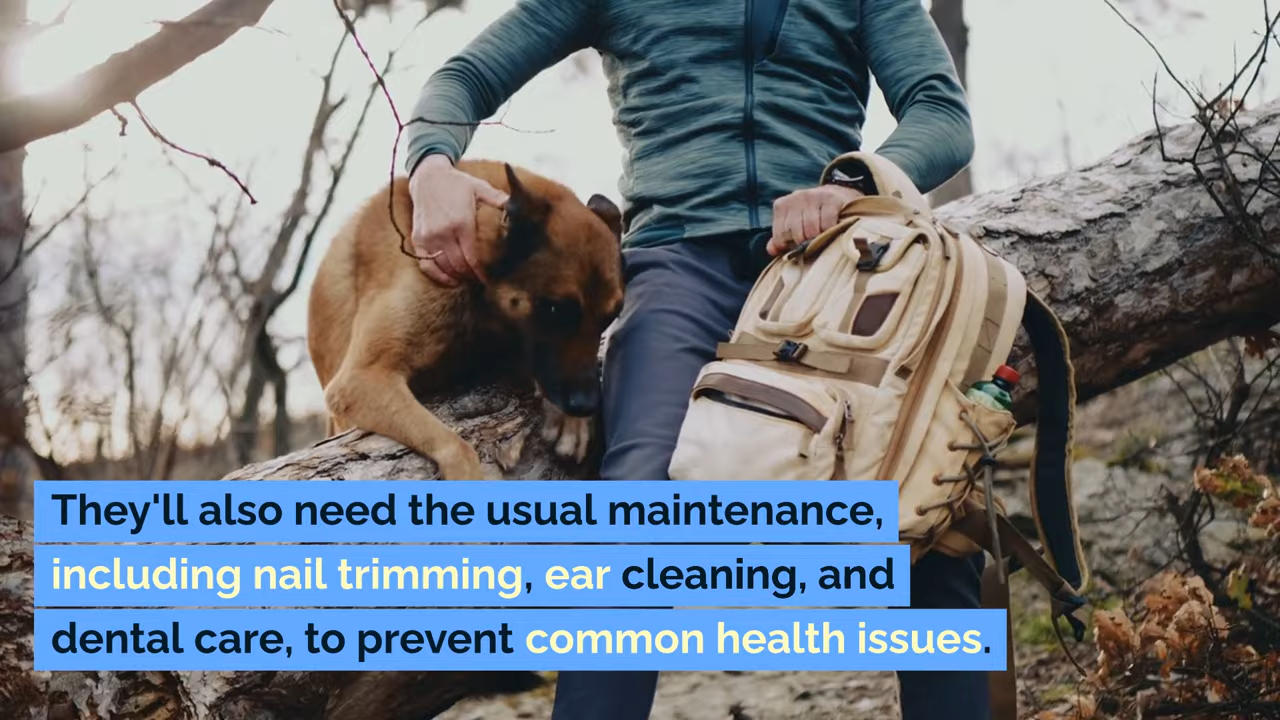 They'll also need the usual maintenance,
including nail trimming, ear cleaning, and
dental care, to prevent common health issues.